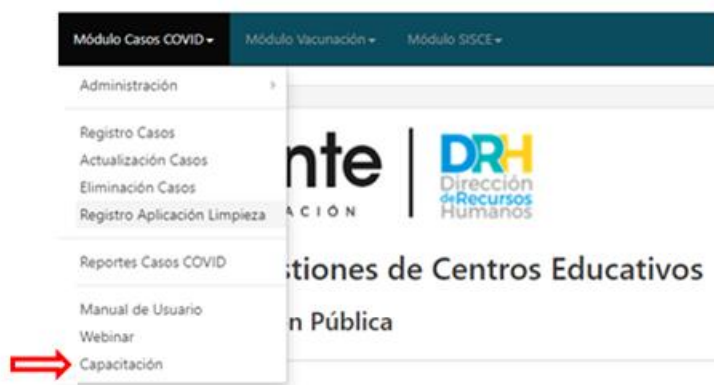 Módulo Casos COVID Módulo Vacunación Módulo SISCE
Administración
Registro Casos
Actualización Casos
Eliminación Casos
Registro Aplicación Limpieza
Reportes Casos COVID
Manual de Usuario
Webinar
Capacitación
nte
ACIÓN
DRH
Dirección
de Recursos
Humanos
stiones de Centros Educativos
n Pública